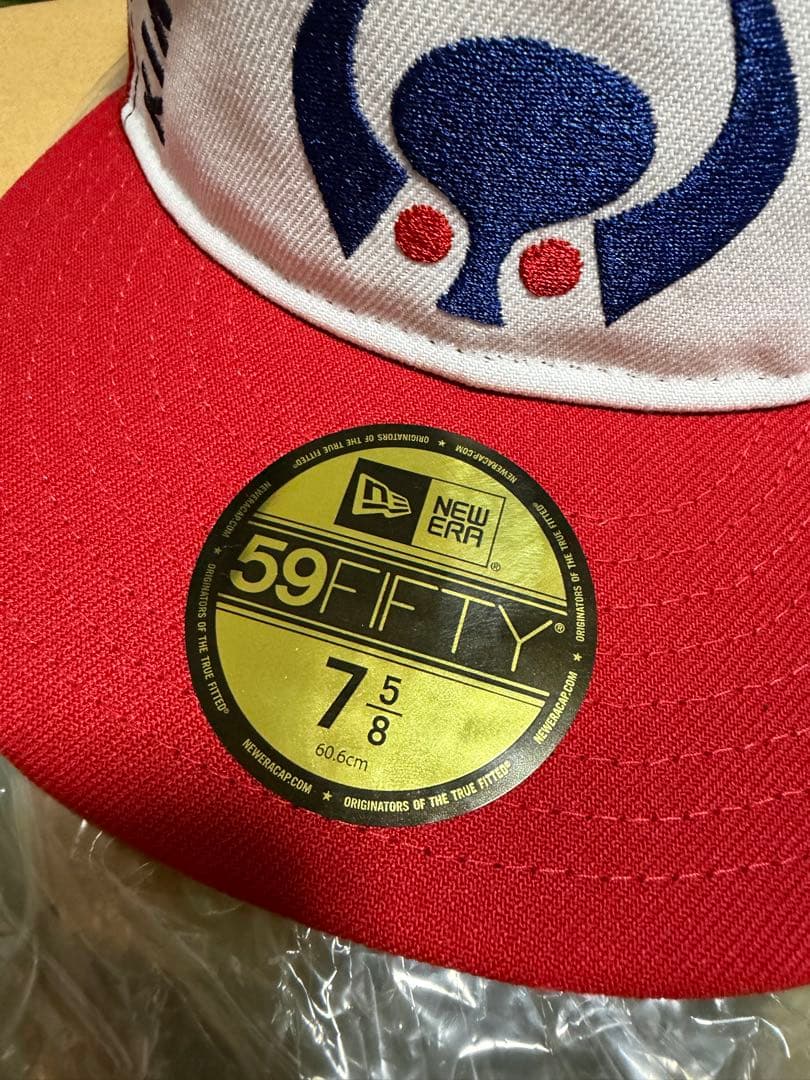 NEW
ERA
®
59FIFTY®
7 5/8
60.6cm
ORIGINATORS OF THE TRUE FITTED®
★
NEWERACAP.COM
ORIGINATORS OF THE TRUE FITTED®
★
NEWERACAP.COM
ORIGINATORS OF THE TRUE FITTED®
★
NEWERACAP.COM
ORIGINATORS OF THE TRUE FITTED®
★
NEWERACAP.COM